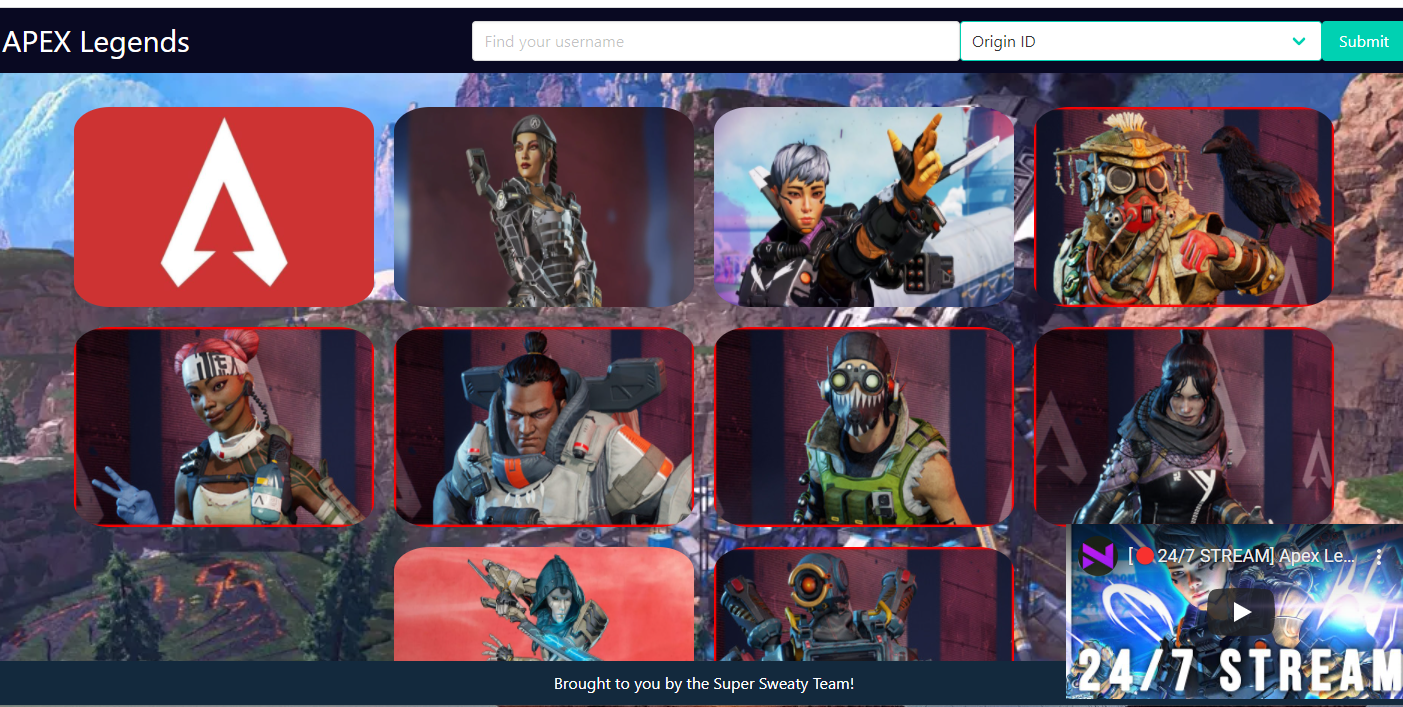 APEX Legends
Find your username
Origin ID
Submit
[🔴24/7 STREAM] Apex Le...
24/7 STREAM
Brought to you by the Super Sweaty Team!